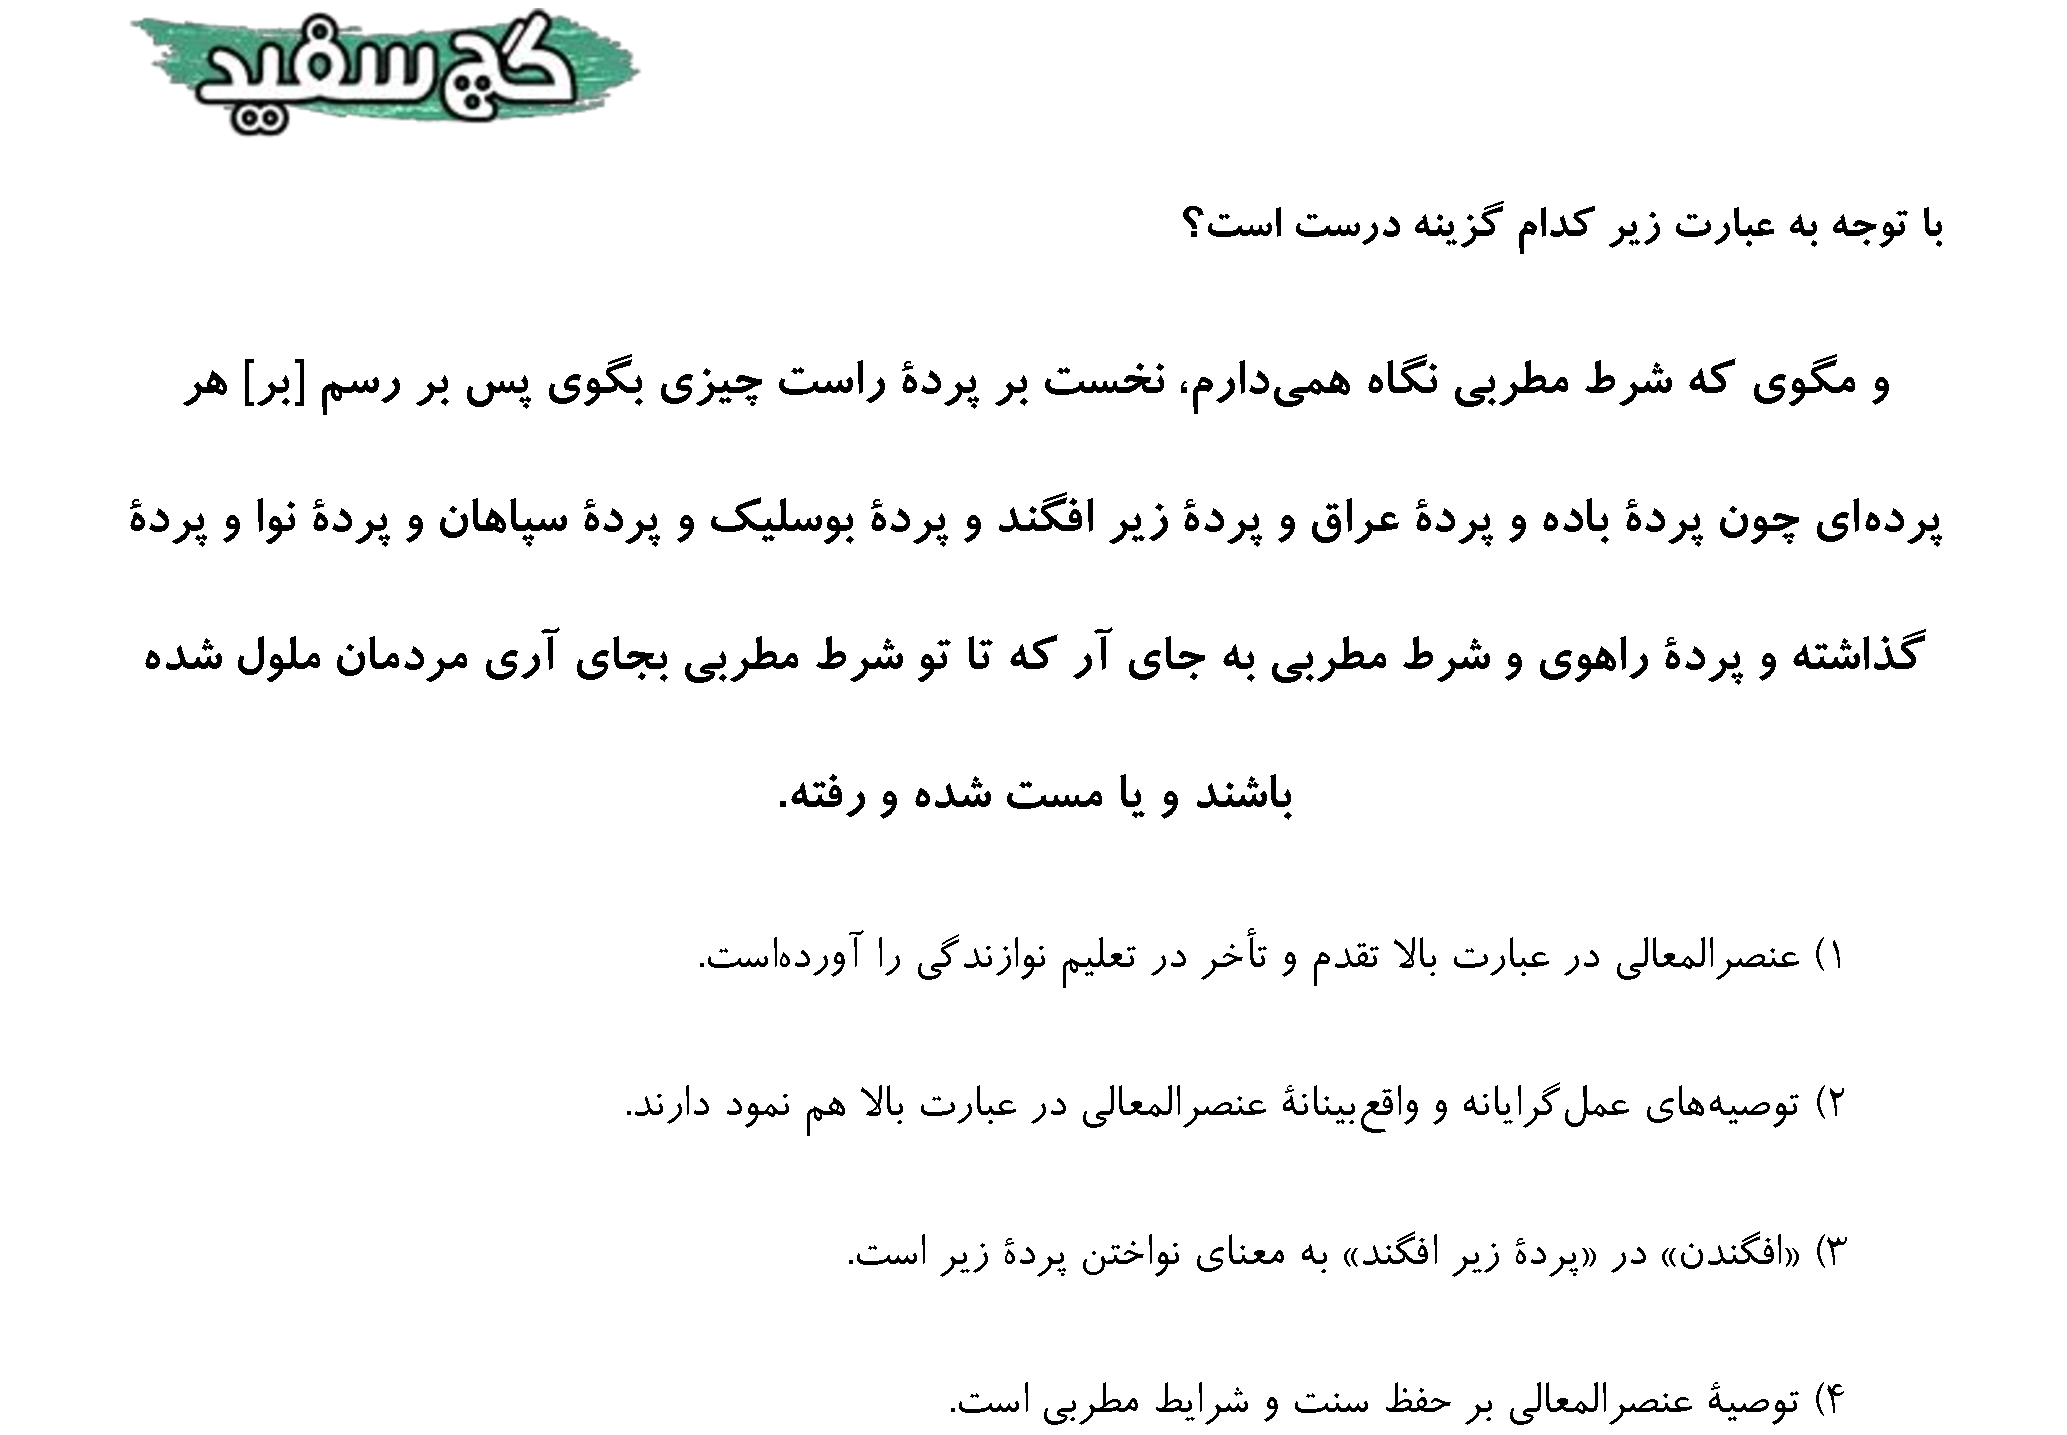 گچ سفید
با توجه به عبارت زیر کدام گزینه درست است؟
و مگوی که شرط مطربی نگاه همی‌دارم، نخست بر پردهٔ راست چیزی بگوی پس بر رسم [بر] هر
پرده‌ای چون پردهٔ باده و پردهٔ عراق و پردهٔ زیر افگند و پردهٔ بوسلیک و پردهٔ سپاهان و پردهٔ نوا و پردهٔ
گذاشته و پردهٔ راهوی و شرط مطربی به جای آر که تا تو شرط مطربی بجای آری مردمان ملول شده
باشند و یا مست شده و رفته.
۱) عنصرالمعالی در عبارت بالا تقدم و تأخر در تعلیم نوازندگی را آورده‌است.
۲) توصیه‌های عمل‌گرایانه و واقع‌بینانهٔ عنصرالمعالی در عبارت بالا هم نمود دارند.
۳) «افگندن» در «پردهٔ زیر افگند» به معنای نواختن پردهٔ زیر است.
۴) توصیهٔ عنصرالمعالی بر حفظ سنت و شرایط مطربی است.